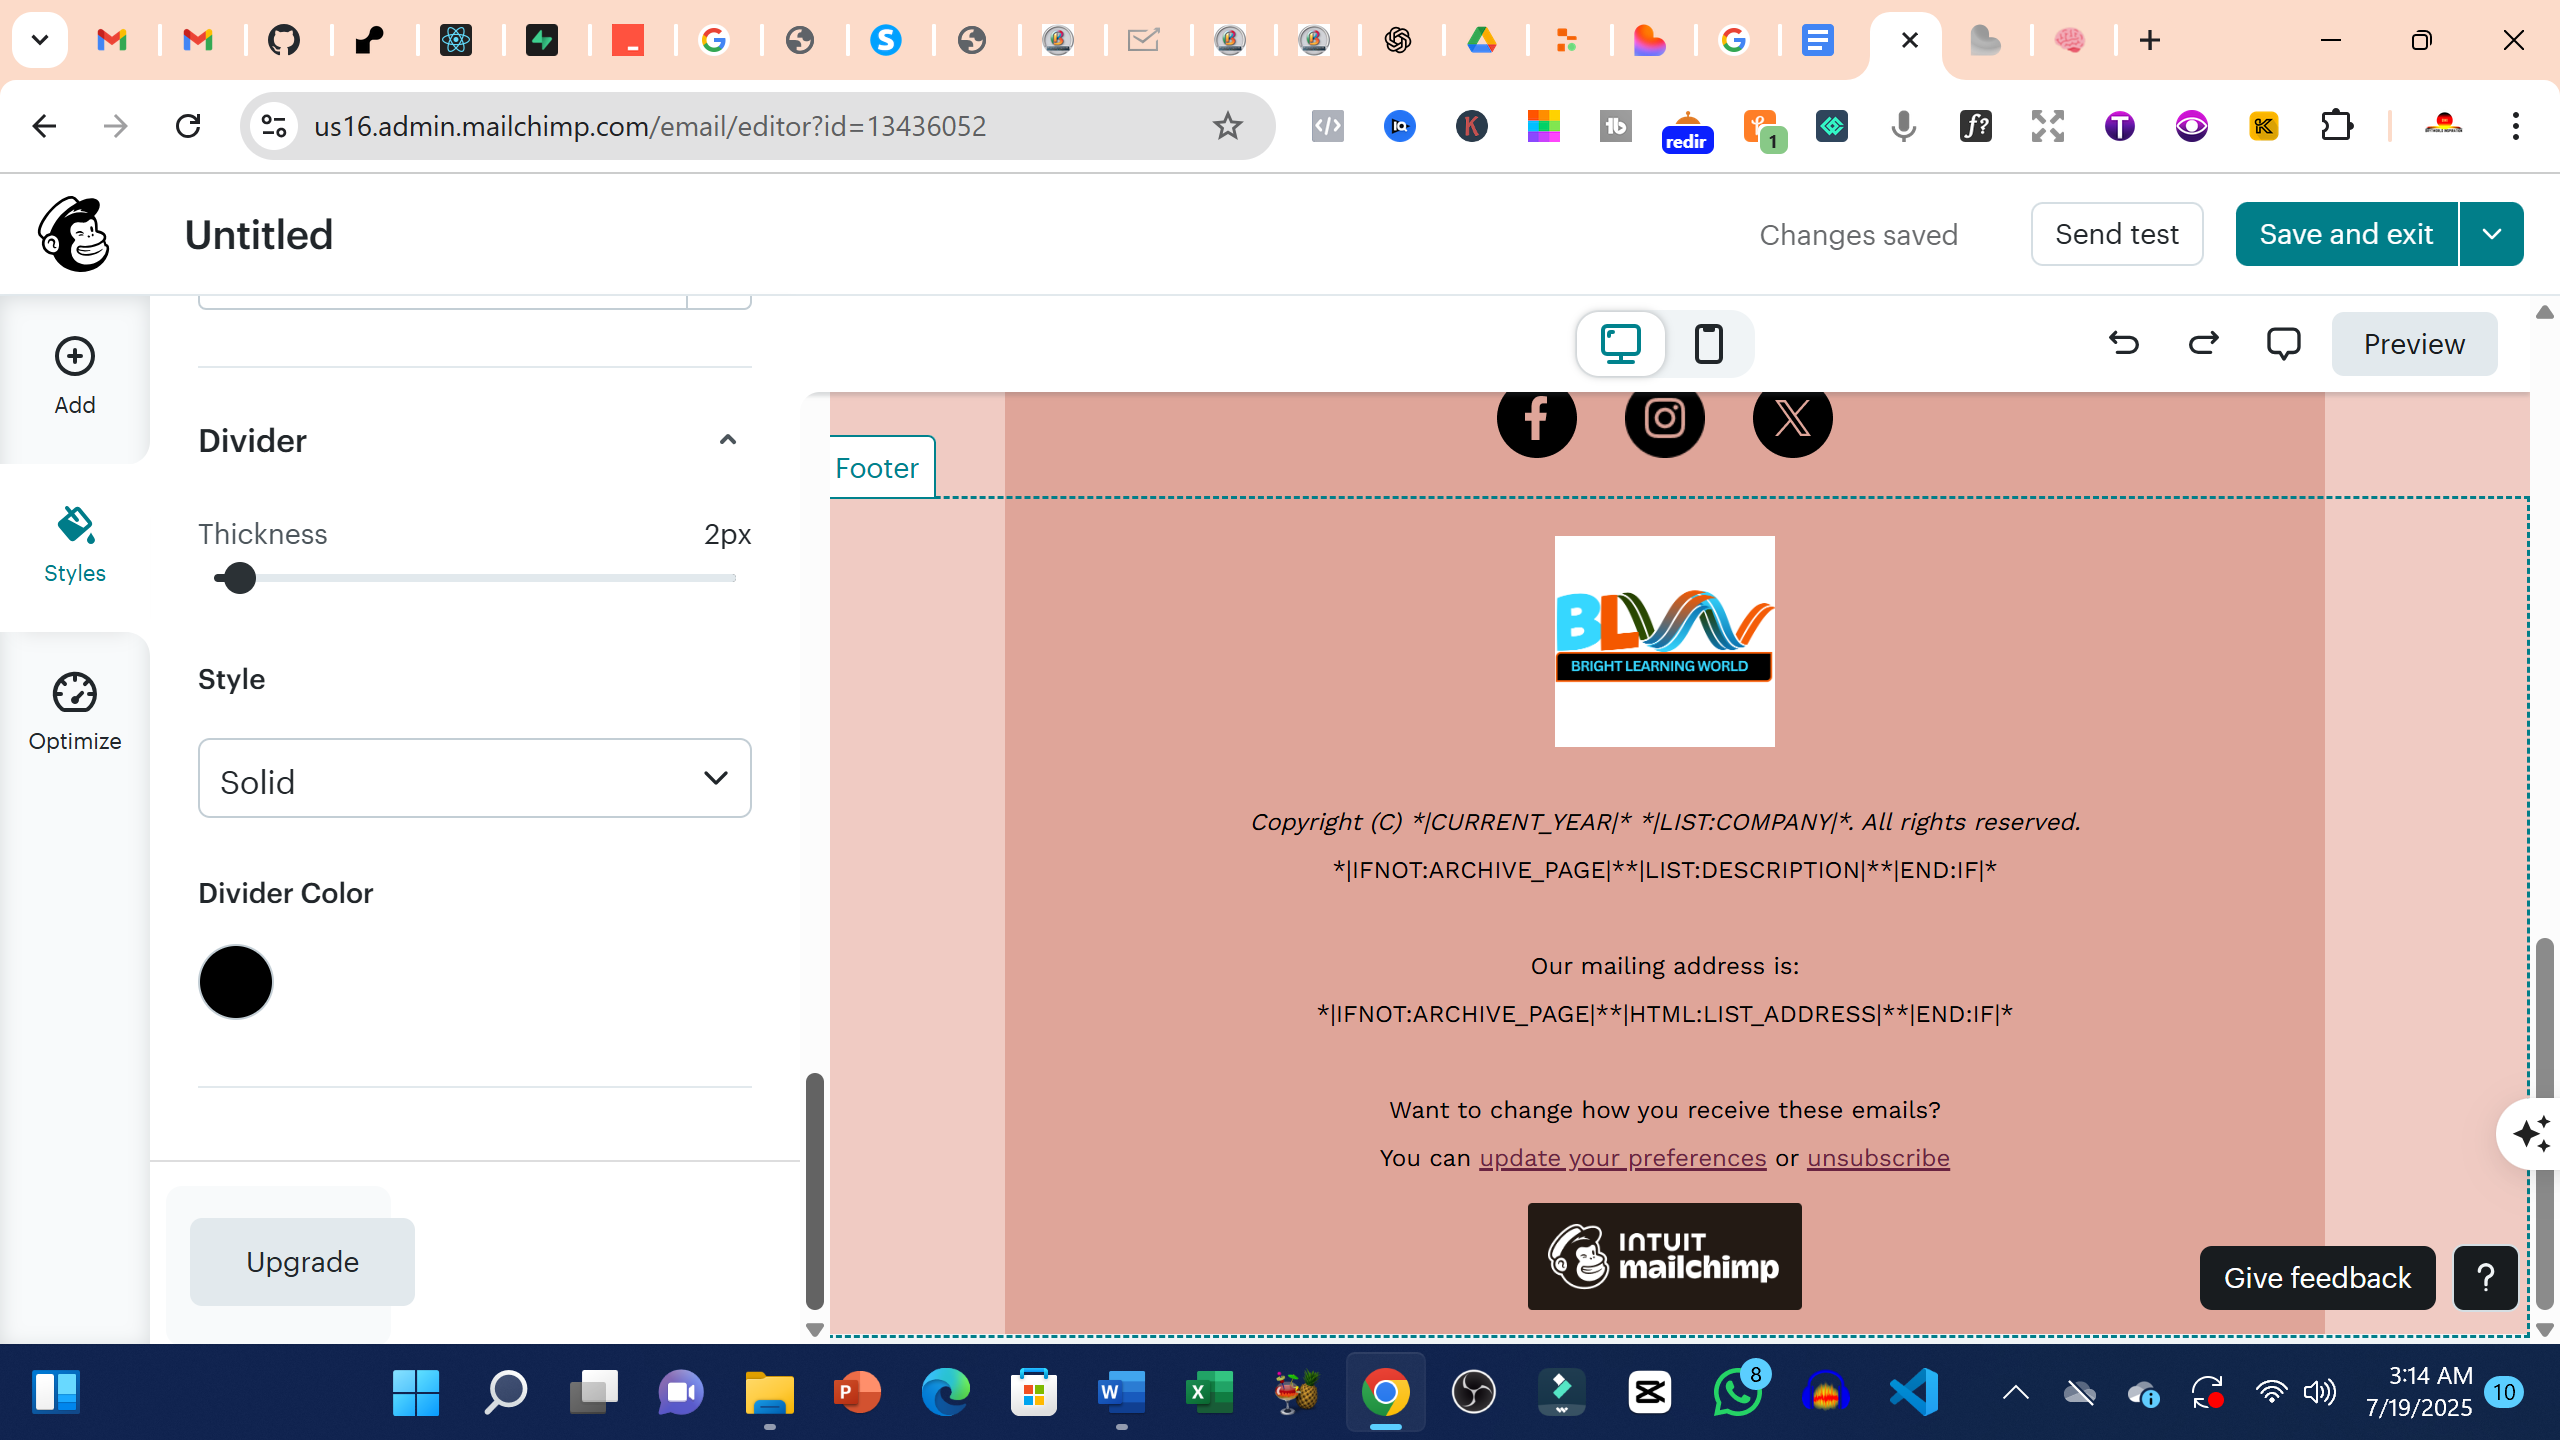 us16.admin.mailchimp.com/email/editor?id=13436052
redir
1
Untitled
Changes saved
Send test
Save and exit
Add
Styles
Optimize
Divider
Thickness
2px
Style
Solid
Divider Color
Upgrade
Preview
Footer
BLW
BRIGHT LEARNING WORLD
Copyright (C) *|CURRENT_YEAR|* *|LIST:COMPANY|*. All rights reserved.
*|IFNOT:ARCHIVE_PAGE|**|LIST:DESCRIPTION|**|END:IF|*
Our mailing address is:
*|IFNOT:ARCHIVE_PAGE|**|HTML:LIST_ADDRESS|**|END:IF|*
Want to change how you receive these emails?
You can update your preferences or unsubscribe
INTUIT
mailchimp
Give feedback
?
8
3:14 AM
7/19/2025
10